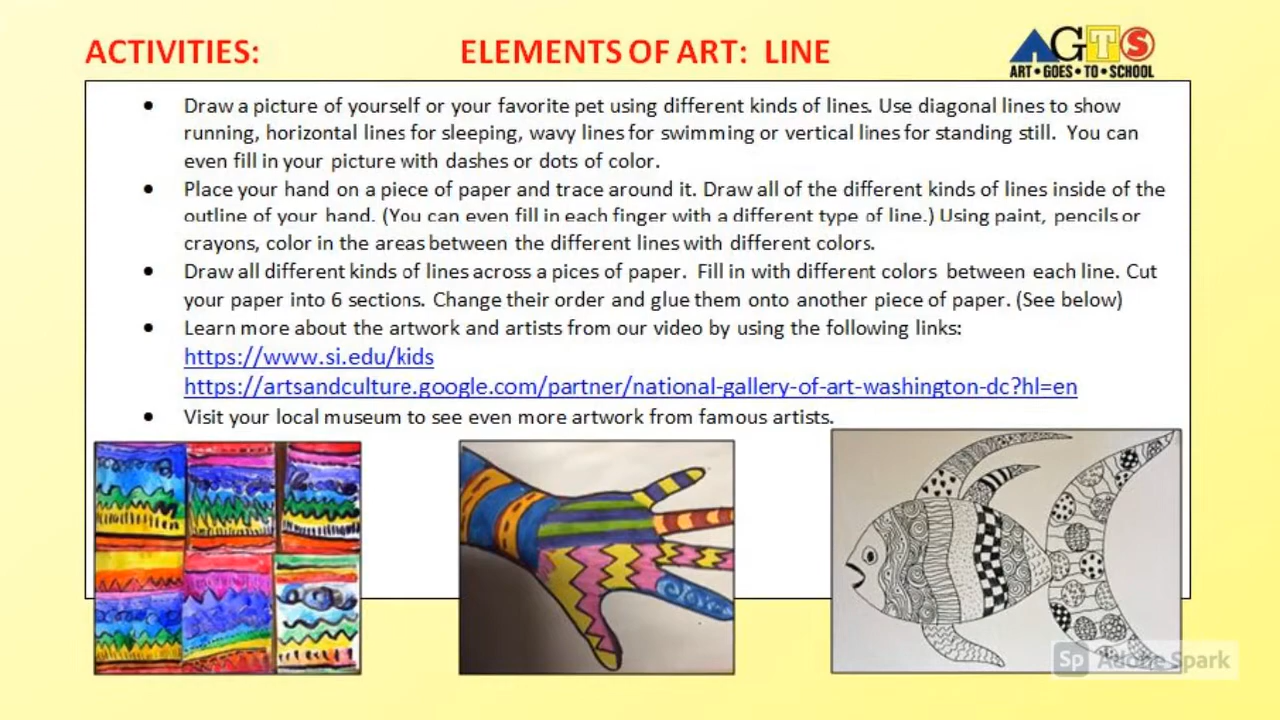 ACTIVITIES: ELEMENTS OF ART: LINE
AGTS
ART • GOES • TO • SCHOOL
• Draw a picture of yourself or your favorite pet using different kinds of lines. Use diagonal lines to show
running, horizontal lines for sleeping, wavy lines for swimming or vertical lines for standing still. You can
even fill in your picture with dashes or dots of color.
• Place your hand on a piece of paper and trace around it. Draw all of the different kinds of lines inside of the
outline of your hand. (You can even fill in each finger with a different type of line.) Using paint, pencils or
crayons, color in the areas between the different lines with different colors.
• Draw all different kinds of lines across a pices of paper. Fill in with different colors between each line. Cut
your paper into 6 sections. Change their order and glue them onto another piece of paper. (See below)
• Learn more about the artwork and artists from our video by using the following links:
https://www.si.edu/kids
https://artsandculture.google.com/partner/national-gallery-of-art-washington-dc?hl=en
• Visit your local museum to see even more artwork from famous artists.
Sp Adobe Spark